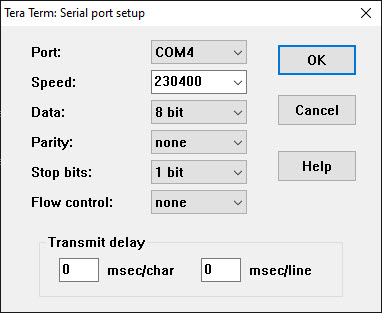 Tera Term: Serial port setup
Port: COM4 OK
Speed: 230400
Data: 8 bit Cancel
Parity: none
Stop bits: 1 bit Help
Flow control: none
Transmit delay
0 msec/char 0 msec/line